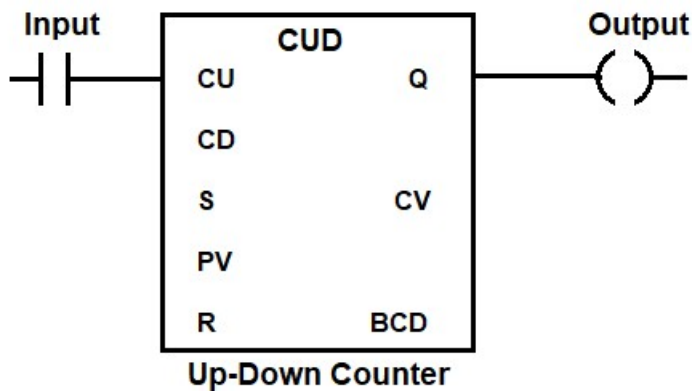 Input
Output
CUD
CU
Q
CD
S
CV
PV
R
BCD
Up-Down Counter